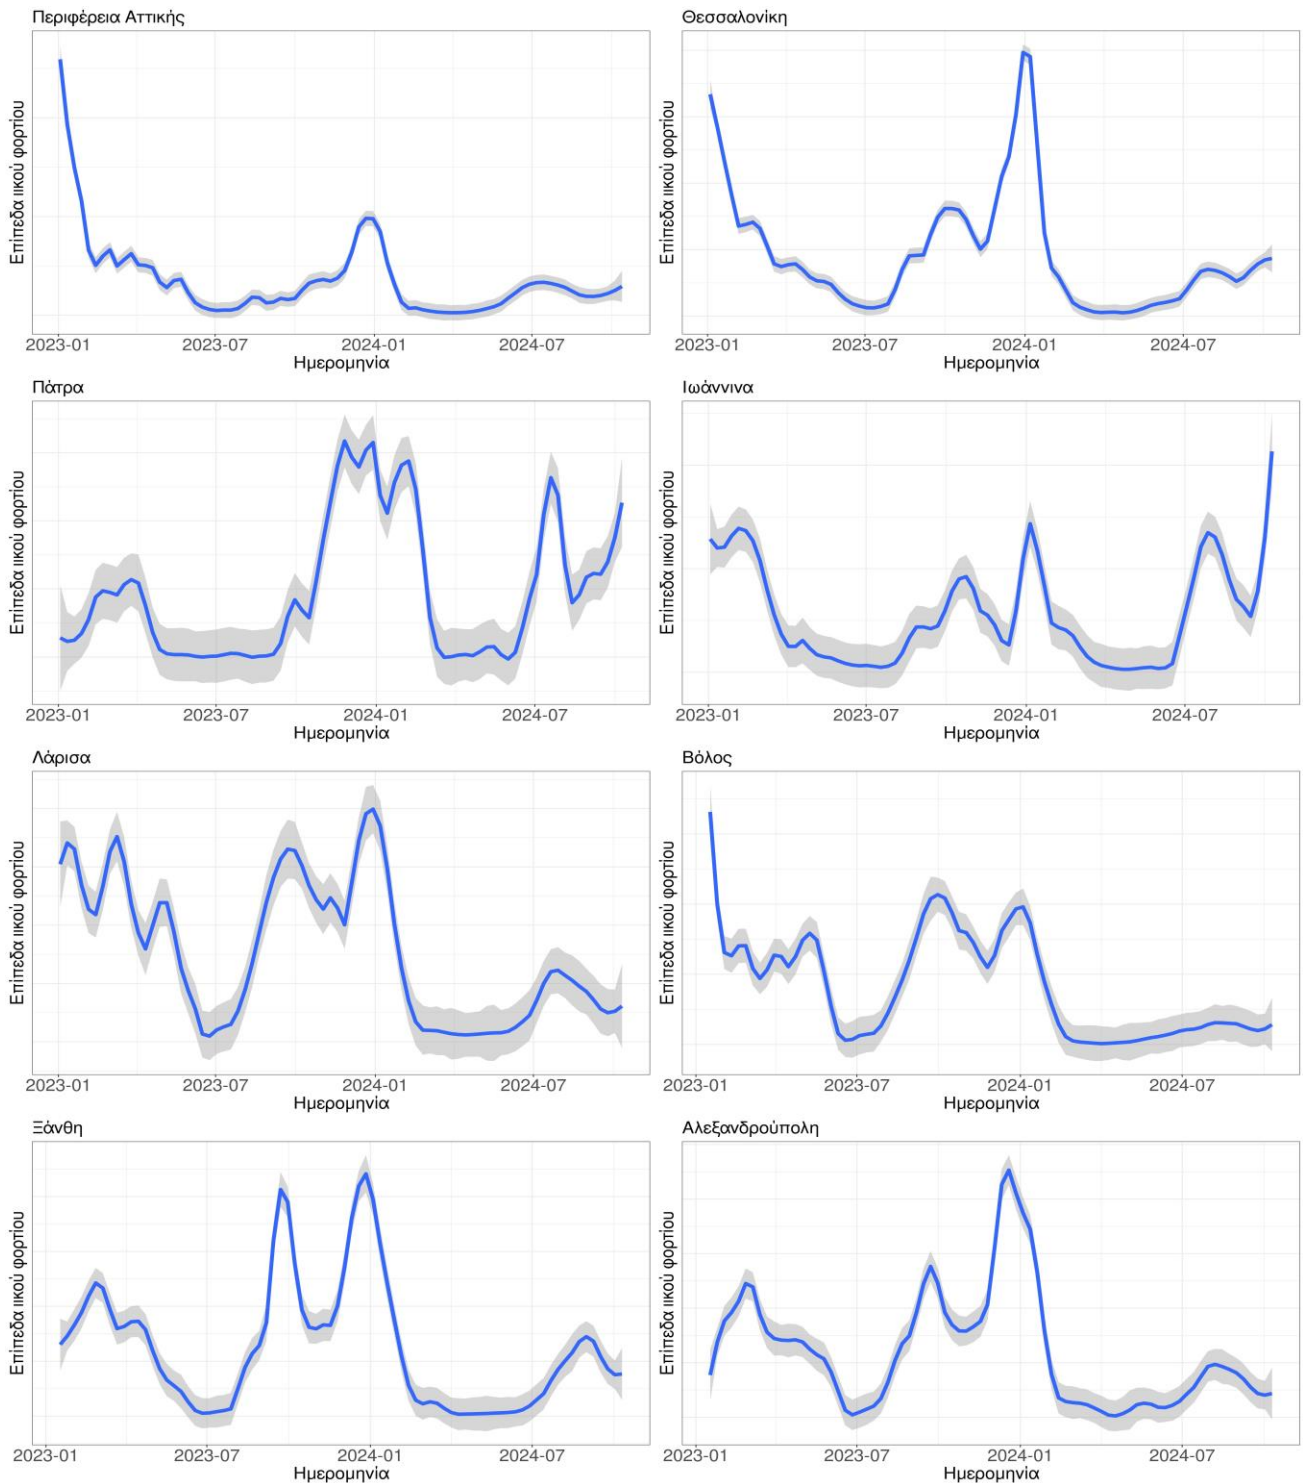 Περιφέρεια Αττικής
Επίπεδα ιικού φορτίου
2023-01 2023-07 2024-01 2024-07
Ημερομηνία
Θεσσαλονίκη
Επίπεδα ιικού φορτίου
2023-01 2023-07 2024-01 2024-07
Ημερομηνία
Πάτρα
Επίπεδα ιικού φορτίου
2023-01 2023-07 2024-01 2024-07
Ημερομηνία
Ιωάννινα
Επίπεδα ιικού φορτίου
2023-01 2023-07 2024-01 2024-07
Ημερομηνία
Λάρισα
Επίπεδα ιικού φορτίου
2023-01 2023-07 2024-01 2024-07
Ημερομηνία
Βόλος
Επίπεδα ιικού φορτίου
2023-01 2023-07 2024-01 2024-07
Ημερομηνία
Ξάνθη
Επίπεδα ιικού φορτίου
2023-01 2023-07 2024-01 2024-07
Ημερομηνία
Αλεξανδρούπολη
Επίπεδα ιικού φορτίου
2023-01 2023-07 2024-01 2024-07
Ημερομηνία